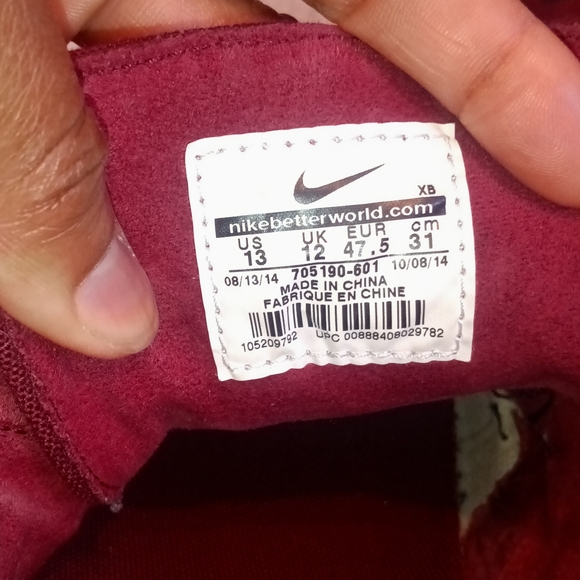 XB
nikebetterworld.com
US UK EUR cm
13 12 47.5 31
08/13/14 705190-601 10/08/14
MADE IN CHINA
FABRIQUE EN CHINE
105209792 UPC 00888408029782